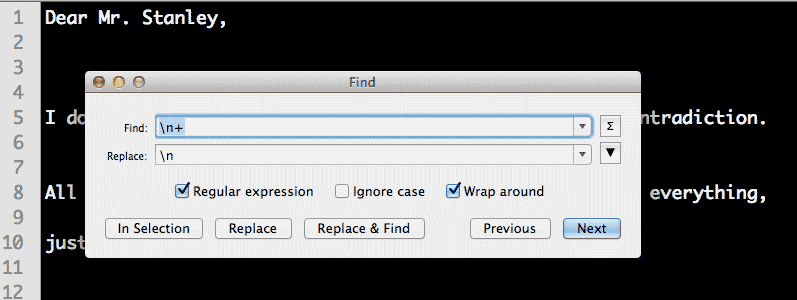 1 Dear Mr. Stanley,
2
3
Find
4
Find: \n+ Σ
5 I do ntradiction.
6
Replace: \n ▼
7
Regular expression Ignore case Wrap around
8 All everything,
9
In Selection Replace Replace & Find Previous Next
10 just
11
12